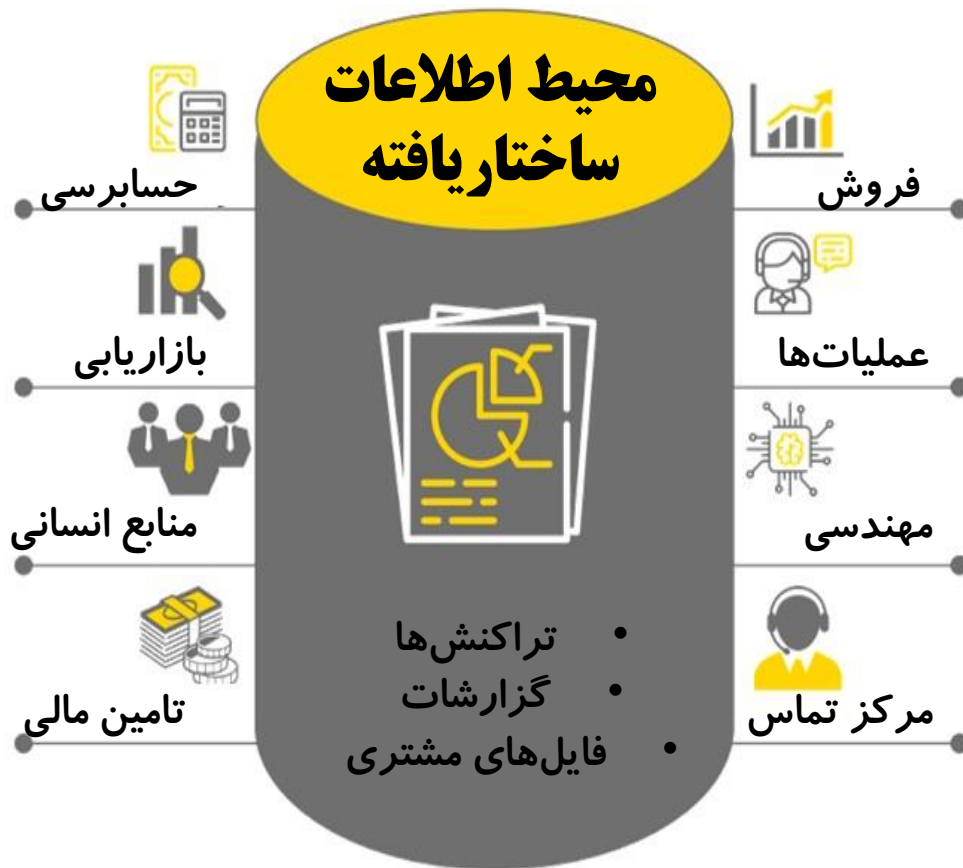 محیط اطلاعات
ساختاریافته
فروش
حسابرسی
عملیات‌ها
بازاریابی
مهندسی
منابع انسانی
مرکز تماس
تامین مالی
• تراکنش‌ها
• گزارشات
• فایل‌های مشتری